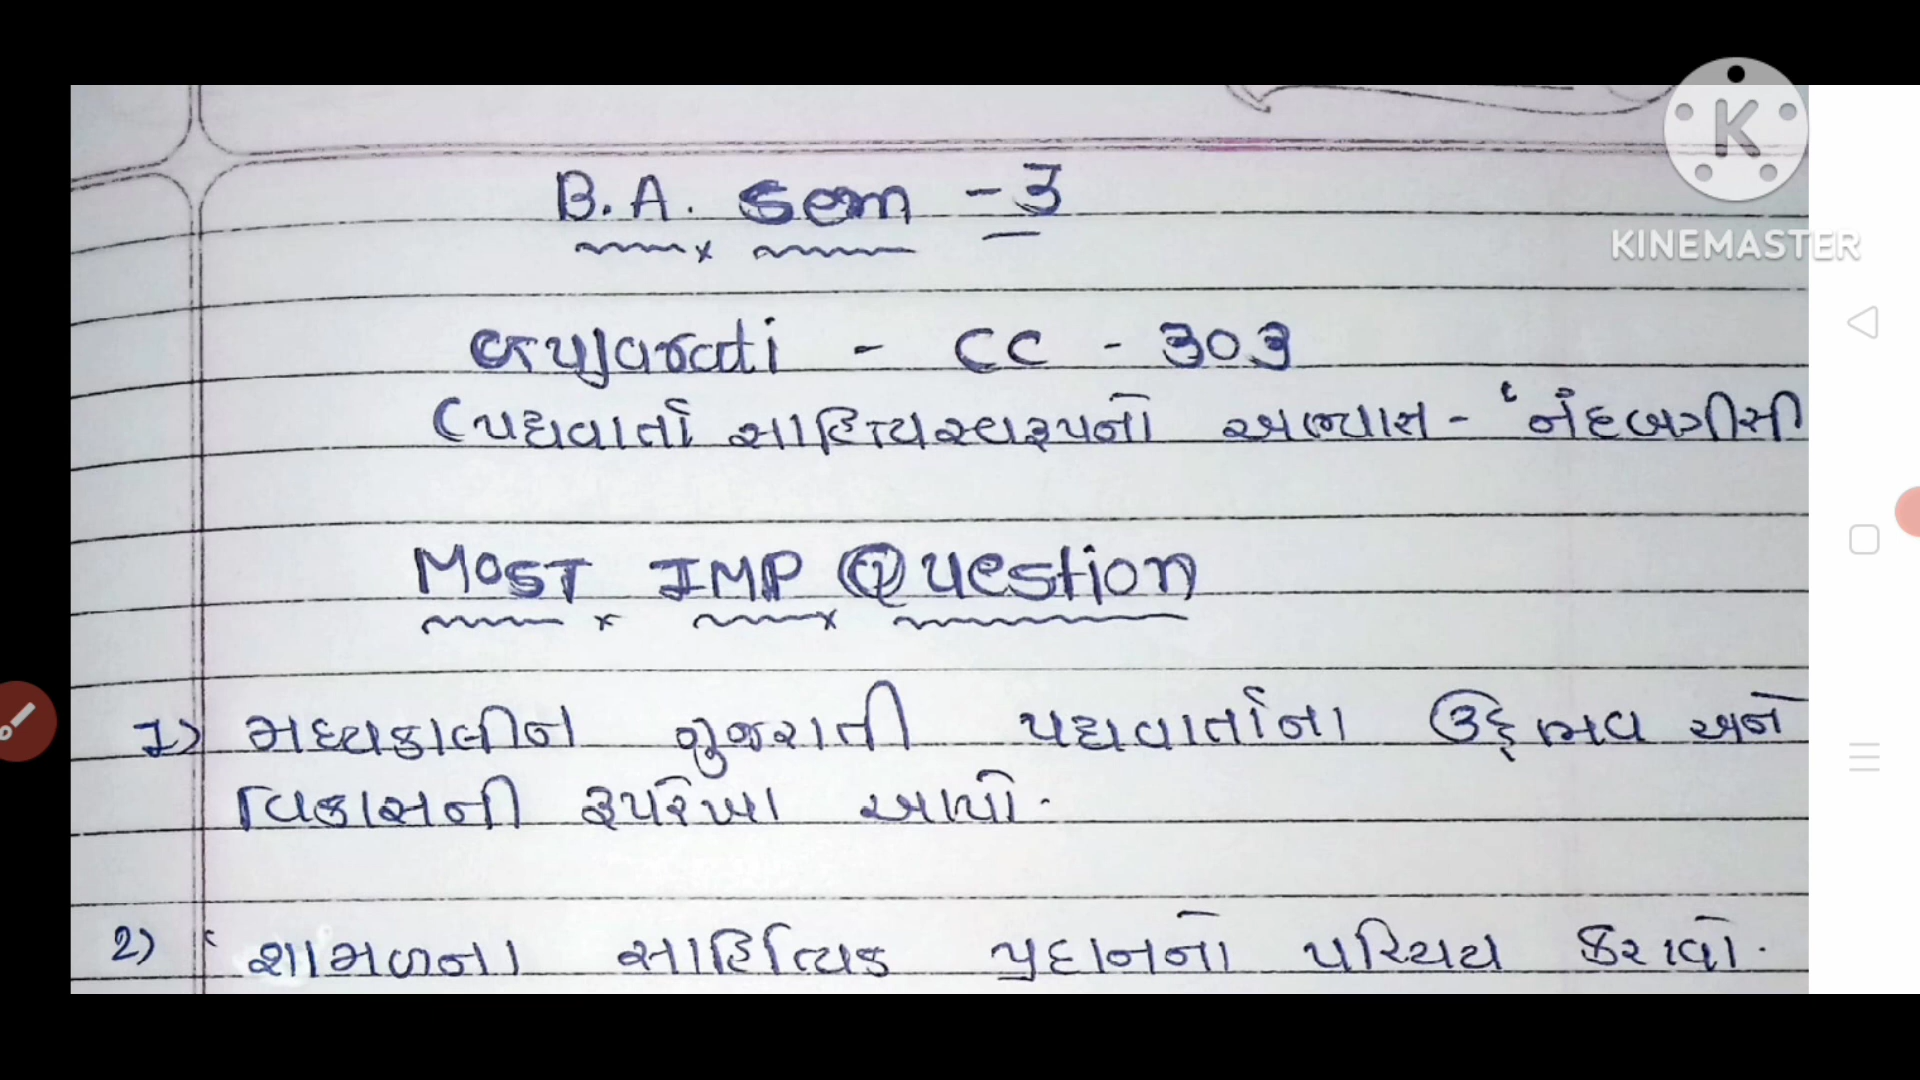 B.A. Sem - 3
KINEMASTER
Gujarati - CC - 303
(પદ્યવાર્તા સાહિત્યસ્વરૂપનો અભ્યાસ - 'નંદબત્રીસી
MOST IMP Question
1) મધ્યકાલીન ગુજરાતી પદ્યવાર્તાના ઉદ્દભવ અને
વિકાસની રૂપરેખા આપો.
2) શામળના સાહિત્યિક પ્રદાનનો પરિચય કરાવો.